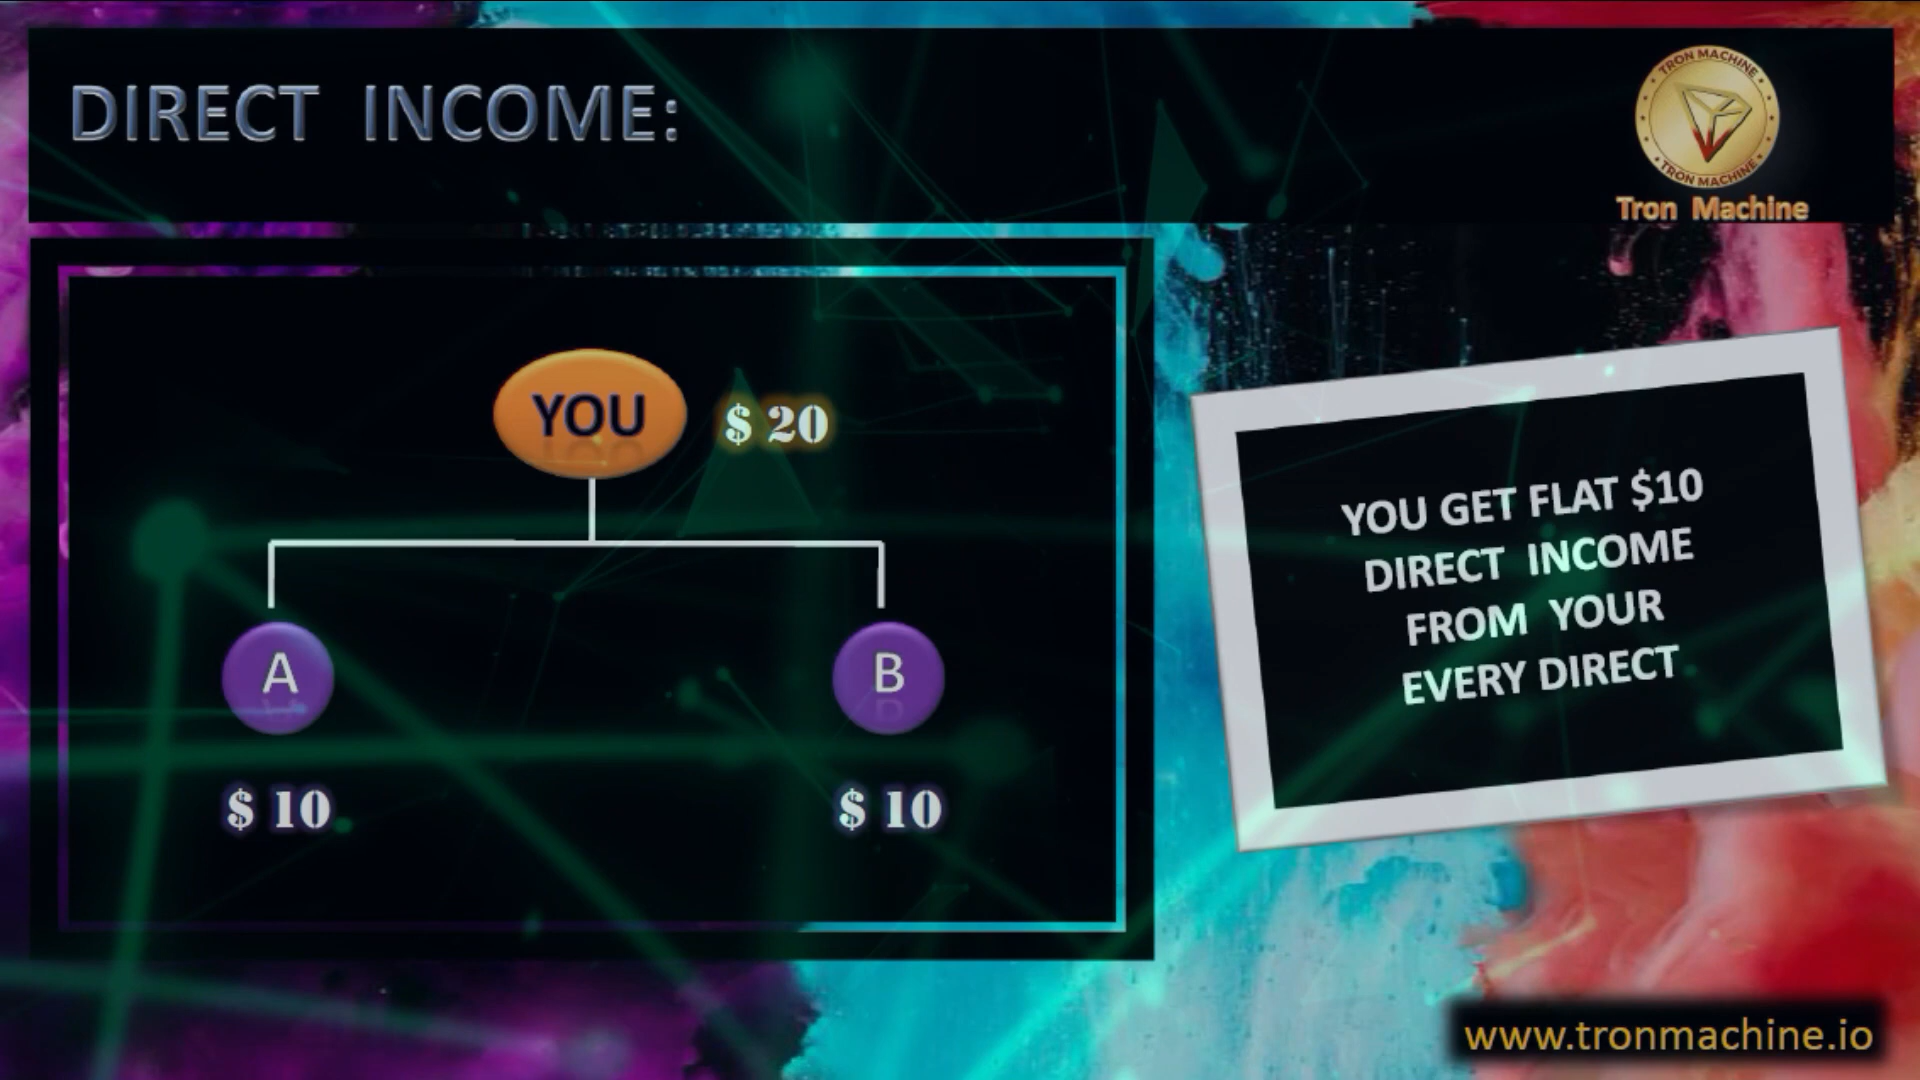 DIRECT INCOME:
TRON MACHINE
TRON MACHINE
Tron Machine
YOU
$ 20
A
B
$ 10
$ 10
YOU GET FLAT $10
DIRECT INCOME
FROM YOUR
EVERY DIRECT
www.tronmachine.io